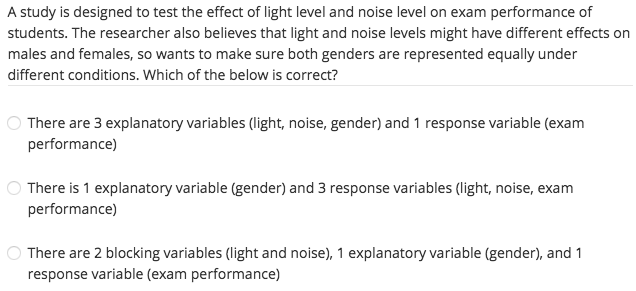 A study is designed to test the effect of light level and noise level on exam performance of
students. The researcher also believes that light and noise levels might have different effects on
males and females, so wants to make sure both genders are represented equally under
different conditions. Which of the below is correct?
There are 3 explanatory variables (light, noise, gender) and 1 response variable (exam
performance)
There is 1 explanatory variable (gender) and 3 response variables (light, noise, exam
performance)
There are 2 blocking variables (light and noise), 1 explanatory variable (gender), and 1
response variable (exam performance)